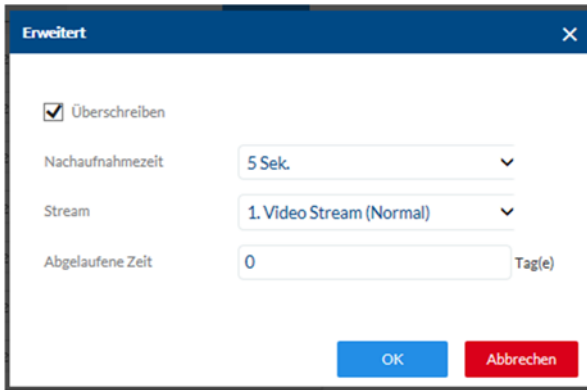 Erweitert
Überschreiben
Nachaufnahmezeit 5 Sek.
Stream 1. Video Stream (Normal)
Abgelaufene Zeit 0 Tag(e)
OK Abbrechen